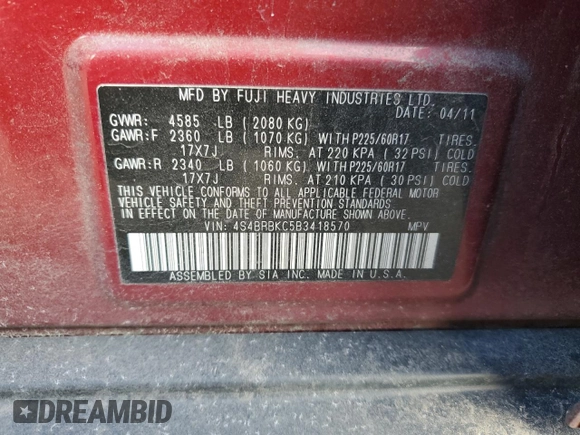 MFD BY FUJI HEAVY INDUSTRIES LTD.
DATE: 04/11
GVWR: 4585 LB ( 2080 KG)
GAWR:F 2360 LB ( 1070 KG) WITH P225/60R17 TIRES.
17X7J RIMS. AT 220 KPA ( 32 PSI) COLD
GAWR:R 2340 LB ( 1060 KG) WITH P225/60R17 TIRES.
17X7J RIMS. AT 210 KPA ( 30 PSI) COLD
THIS VEHICLE CONFORMS TO ALL APPLICABLE FEDERAL MOTOR
VEHICLE SAFETY AND THEFT PREVENTION STANDARDS
IN EFFECT ON THE DATE OF MANUFACTURE SHOWN ABOVE.
VIN: 4S4BRBKC5B3418570 MPV
ASSEMBLED BY SIA INC. MADE IN U.S.A.
DREAMBID